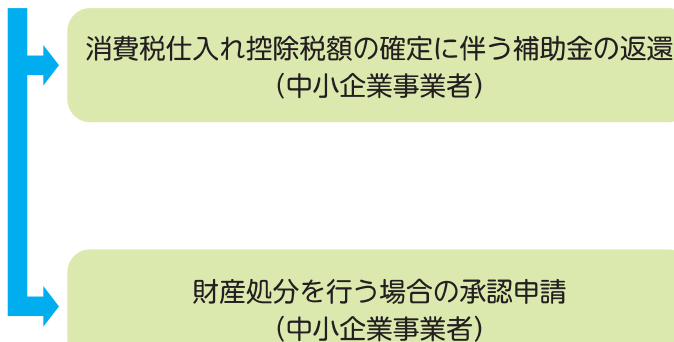 消費税仕入れ控除税額の確定に伴う補助金の返還
（中小企業事業者）
財産処分を行う場合の承認申請
（中小企業事業者）